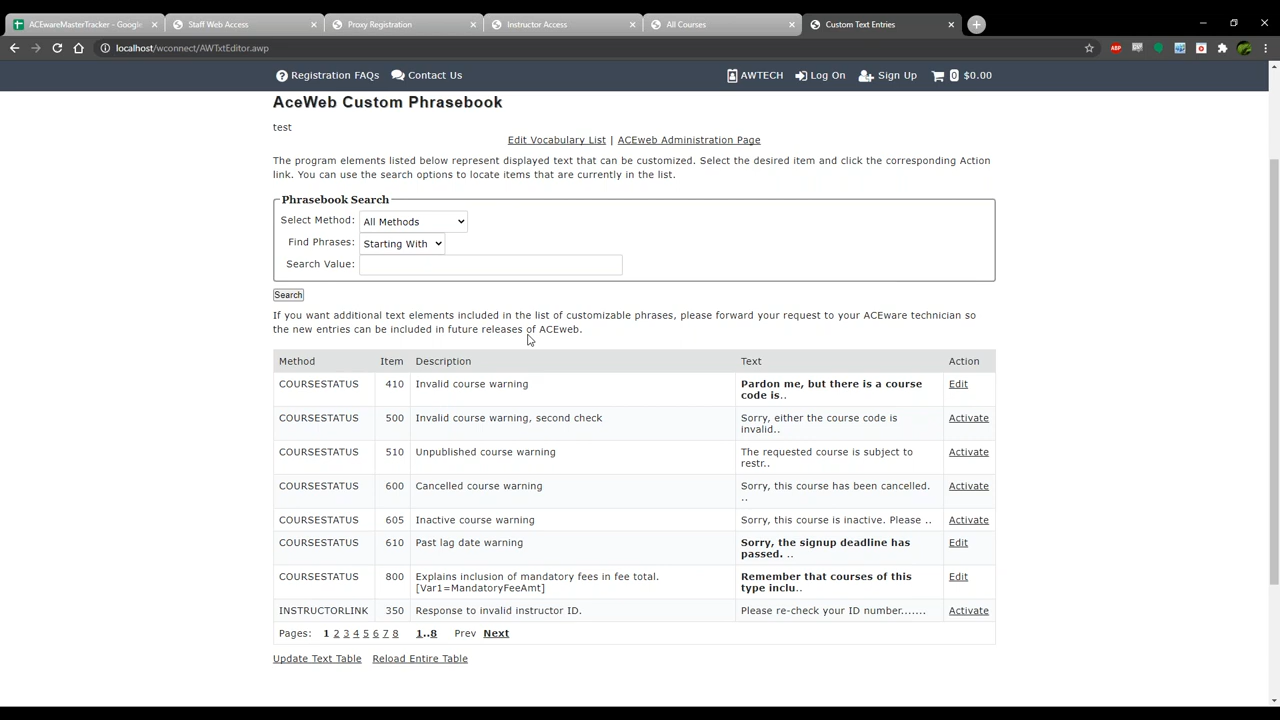 ACEwareMasterTracker - Google
Staff Web Access
Proxy Registration
Instructor Access
All Courses
Custom Text Entries
localhost/wconnect/AWTxtEditor.awp
Registration FAQs
Contact Us
AWTECH
Log On
Sign Up
0 $0.00
AceWeb Custom Phrasebook
test
Edit Vocabulary List | ACEweb Administration Page
The program elements listed below represent displayed text that can be customized. Select the desired item and click the corresponding Action
link. You can use the search options to locate items that are currently in the list.
Phrasebook Search
Select Method: All Methods
Find Phrases: Starting With
Search Value:
Search
If you want additional text elements included in the list of customizable phrases, please forward your request to your ACEware technician so
the new entries can be included in future releases of ACEweb.
Method Item Description Text Action
COURSESTATUS 410 Invalid course warning Pardon me, but there is a course Edit
code is..
COURSESTATUS 500 Invalid course warning, second check Sorry, either the course code is Activate
invalid..
COURSESTATUS 510 Unpublished course warning The requested course is subject to Activate
restr..
COURSESTATUS 600 Cancelled course warning Sorry, this course has been cancelled. Activate
..
COURSESTATUS 605 Inactive course warning Sorry, this course is inactive. Please .. Activate
COURSESTATUS 610 Past lag date warning Sorry, the signup deadline has Edit
passed. ..
COURSESTATUS 800 Explains inclusion of mandatory fees in fee total. Remember that courses of this Edit
[Var1=MandatoryFeeAmt] type inclu..
INSTRUCTORLINK 350 Response to invalid instructor ID. Please re-check your ID number....... Activate
Pages: 1 2 3 4 5 6 7 8 1..8 Prev Next
Update Text Table Reload Entire Table